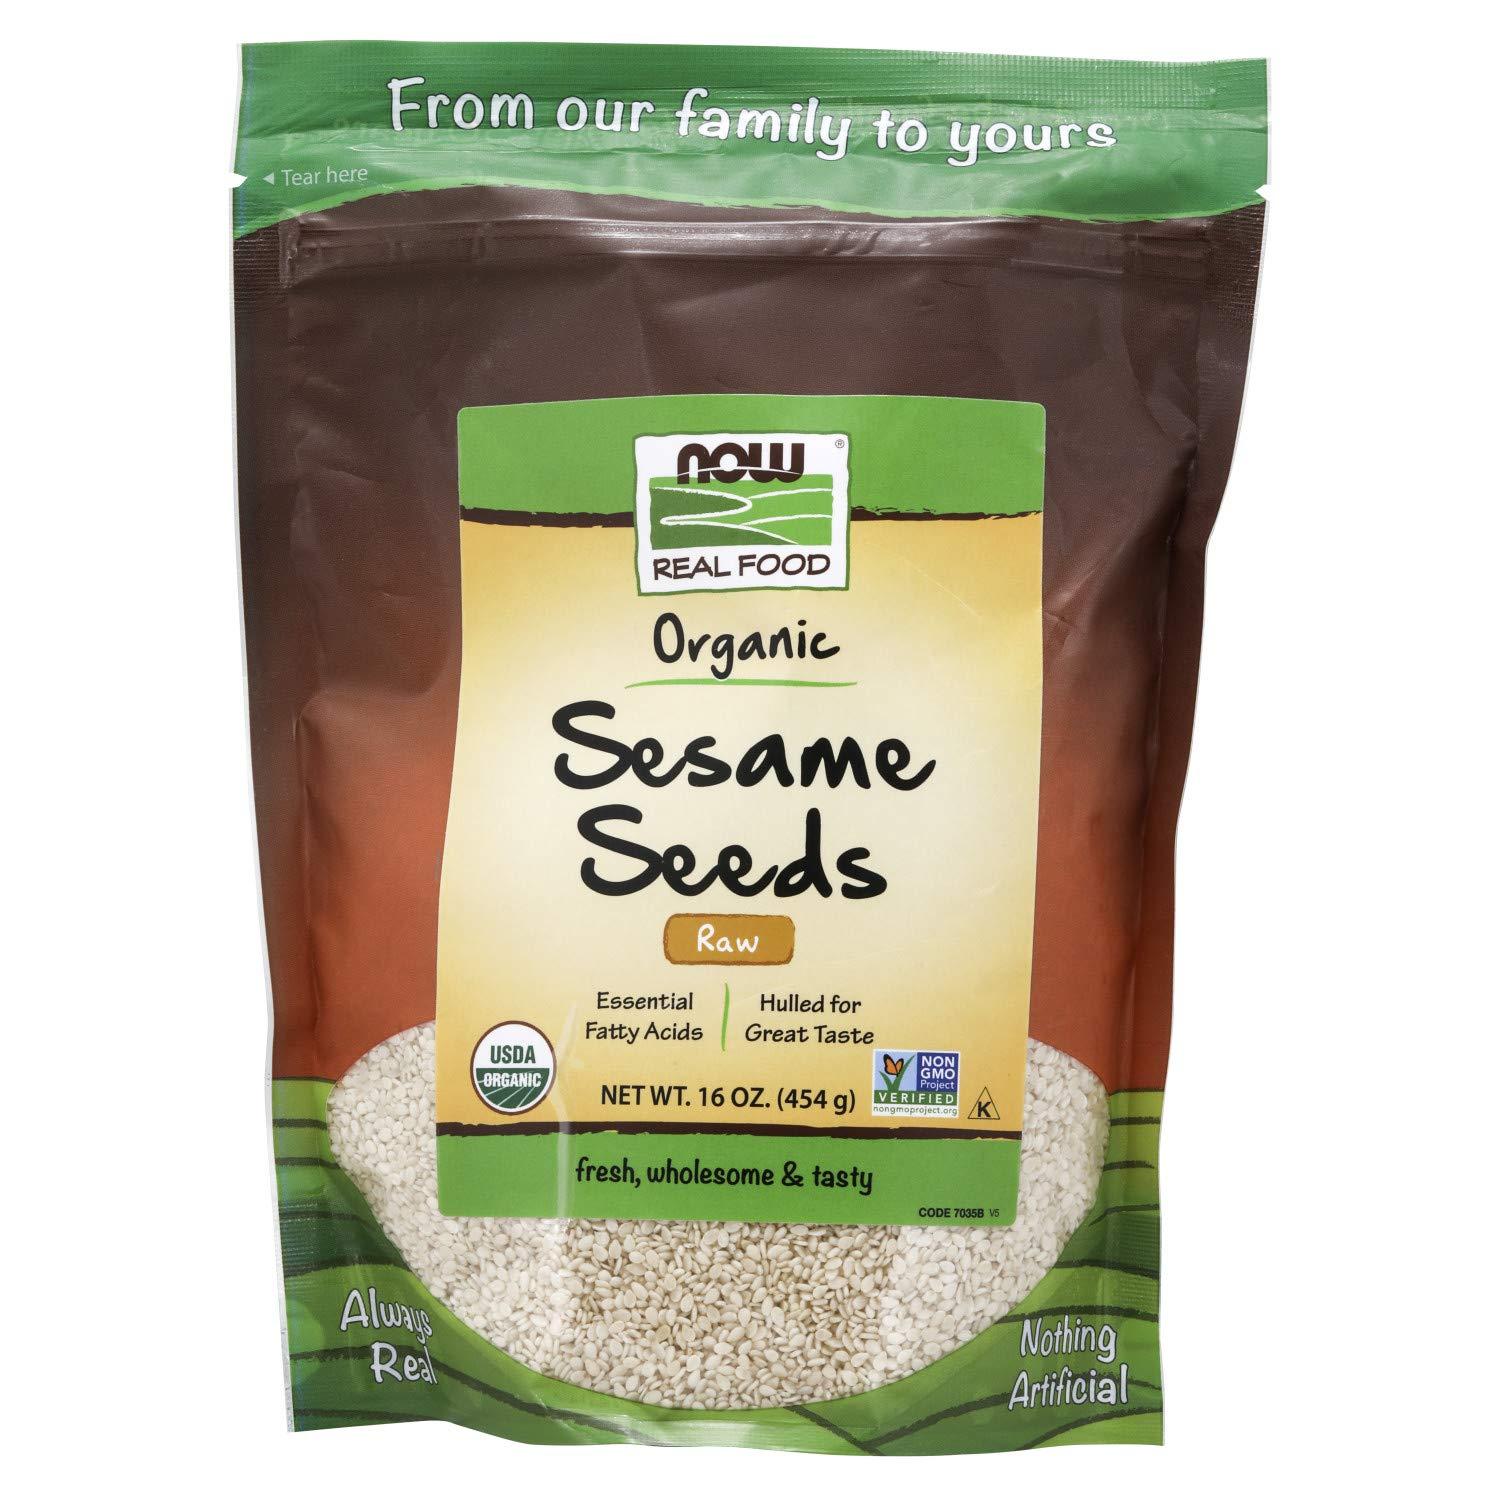 From our family to yours
◄ Tear here
now®
REAL FOOD
Organic
Sesame
Seeds
Raw
Essential
Fatty Acids
Hulled for
Great Taste
USDA
ORGANIC
NET WT. 16 OZ. (454 g)
NON
GMO
Project
VERIFIED
nongmoproject.org
K
fresh, wholesome & tasty
CODE 7035B V5
Always
Real
Nothing
Artificial